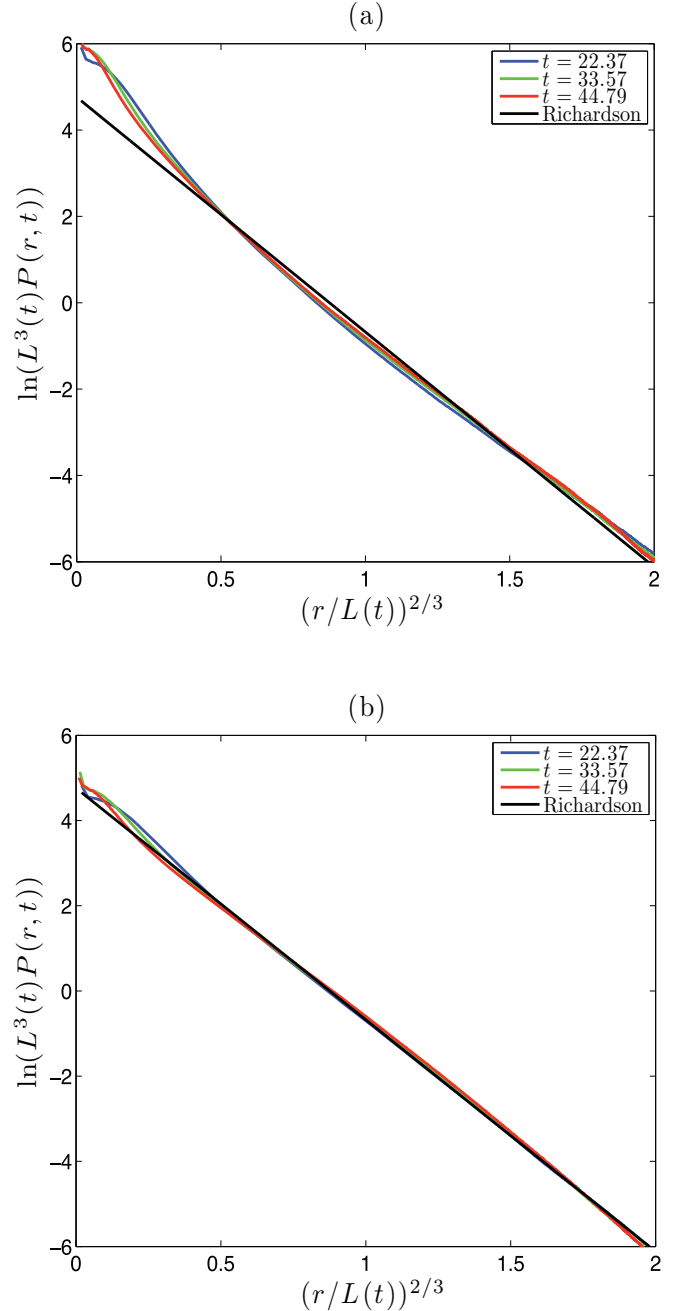 (a)
6
4
2
0
−2
−4
−6
0
0.5
1
1.5
2
ln(L³(t)P(r, t))
(r/L(t))^{2/3}
t = 22.37
t = 33.57
t = 44.79
Richardson
(b)
6
4
2
0
−2
−4
−6
0
0.5
1
1.5
2
ln(L³(t)P(r, t))
(r/L(t))^{2/3}
t = 22.37
t = 33.57
t = 44.79
Richardson